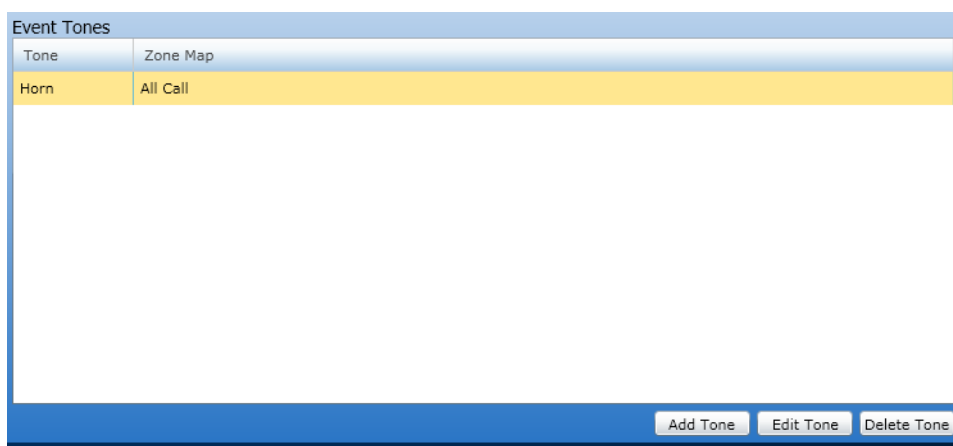 Event Tones
Tone Zone Map
Horn All Call
Add Tone Edit Tone Delete Tone